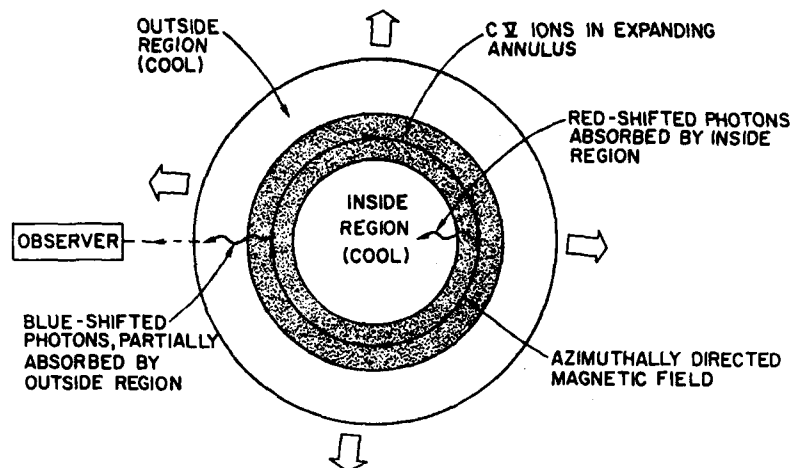 OUTSIDE
REGION
(COOL)
C V IONS IN EXPANDING
ANNULUS
RED-SHIFTED PHOTONS
ABSORBED BY INSIDE
REGION
INSIDE
REGION
(COOL)
OBSERVER
BLUE-SHIFTED
PHOTONS, PARTIALLY
ABSORBED BY
OUTSIDE REGION
AZIMUTHALLY DIRECTED
MAGNETIC FIELD